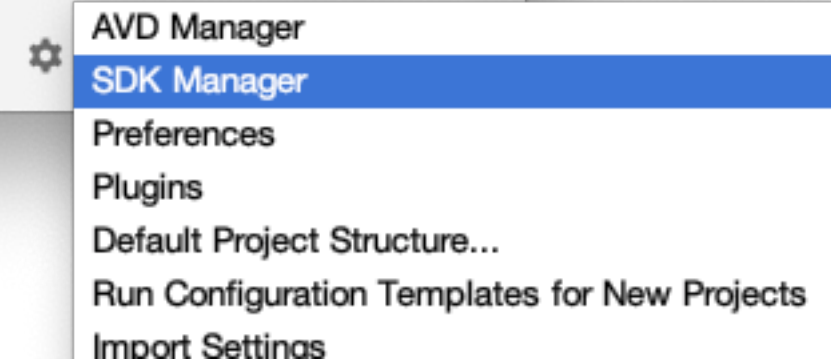 AVD Manager
SDK Manager
Preferences
Plugins
Default Project Structure...
Run Configuration Templates for New Projects
Import Settings